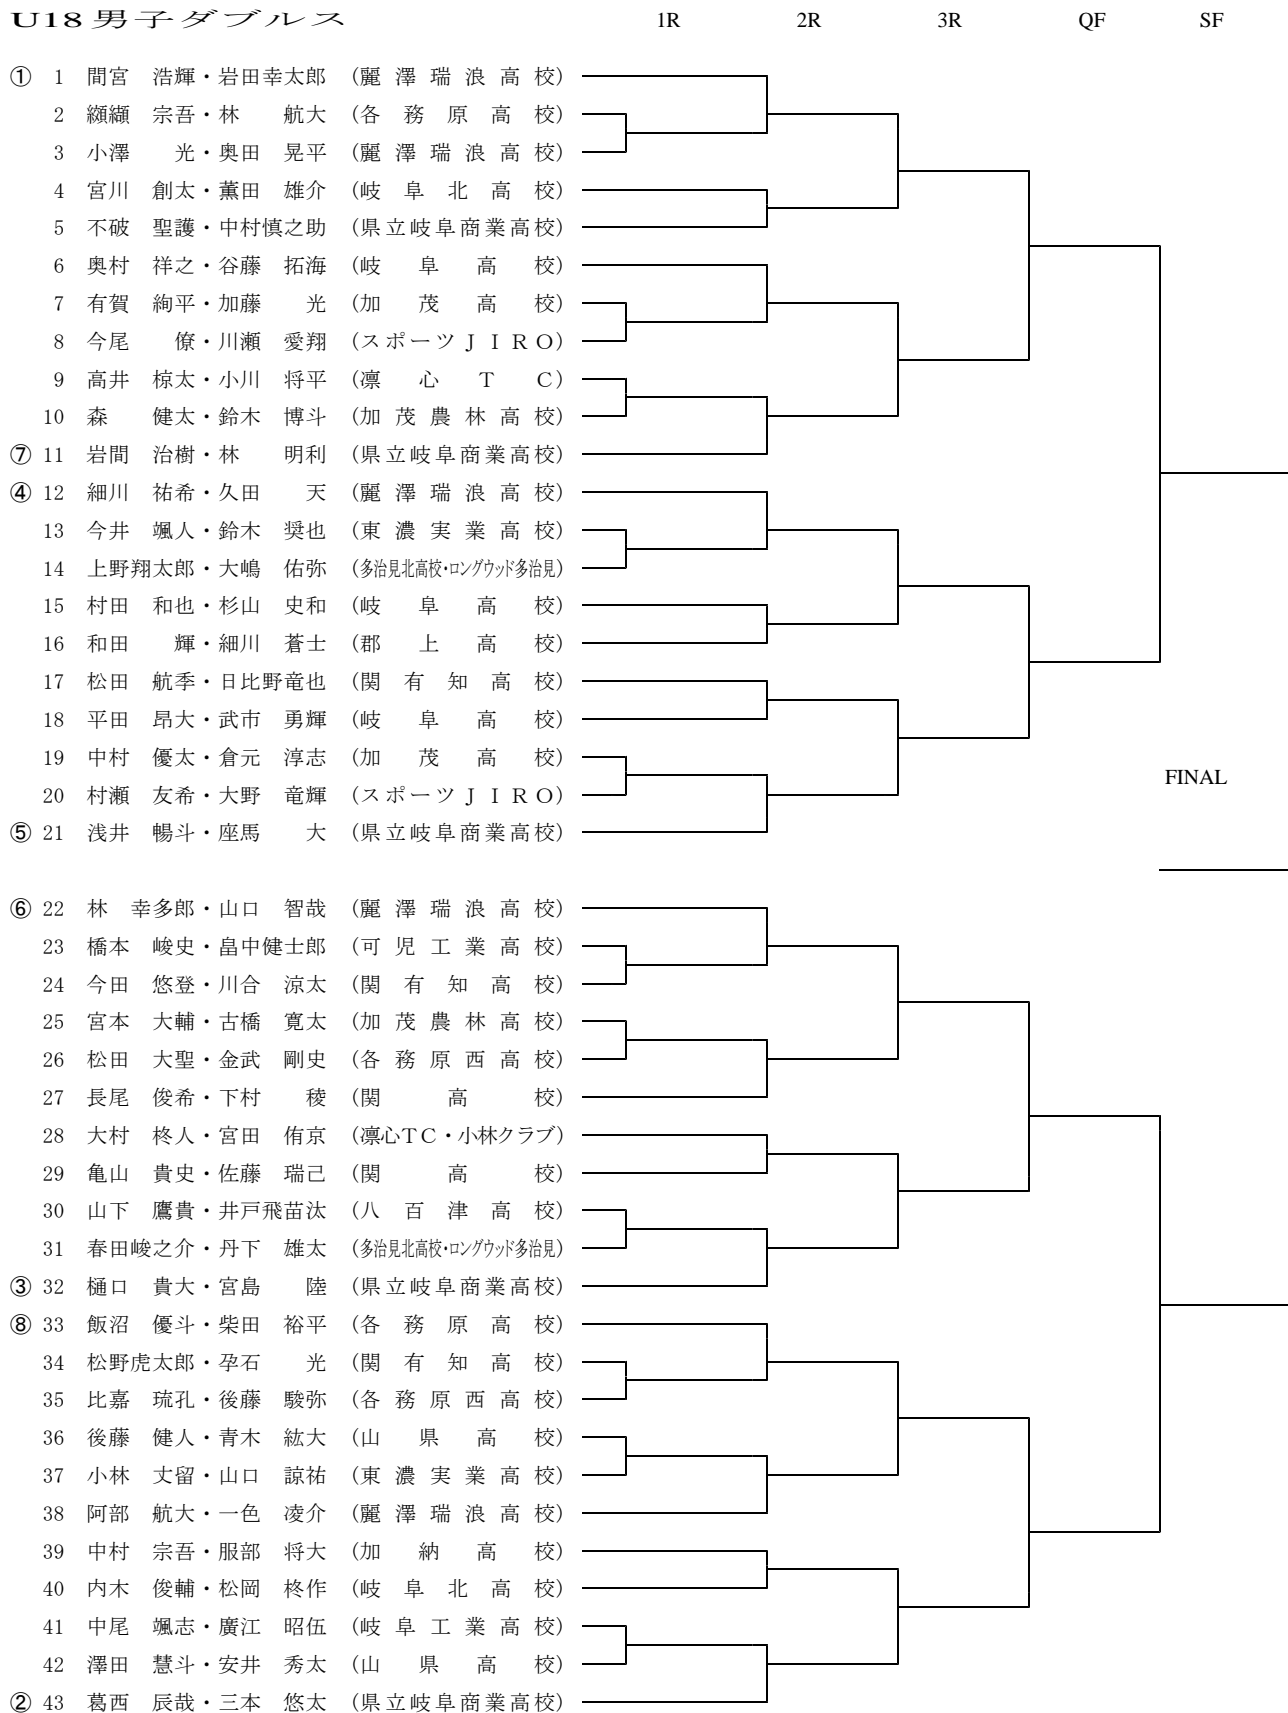 U18男子ダブルス 1R 2R 3R QF SF
① 1 間宮 浩輝・岩田幸太郎 (麗澤瑞浪高校)
2 纐纈 宗吾・林 航大 (各務原高校)
3 小澤 光・奥田 晃平 (麗澤瑞浪高校)
4 宮川 創太・薫田 雄介 (岐阜北高校)
5 不破 聖護・中村慎之助 (県立岐阜商業高校)
6 奥村 祥之・谷藤 拓海 (岐阜高校)
7 有賀 絢平・加藤 光 (加茂高校)
8 今尾 僚・川瀬 愛翔 (スポーツJIRO)
9 高井 椋太・小川 将平 (凛心TC)
10 森 健太・鈴木 博斗 (加茂農林高校)
⑦ 11 岩間 治樹・林 明利 (県立岐阜商業高校)
④ 12 細川 祐希・久田 天 (麗澤瑞浪高校)
13 今井 颯人・鈴木 奨也 (東濃実業高校)
14 上野翔太郎・大嶋 佑弥 (多治見北高校・ロングウッド多治見)
15 村田 和也・杉山 史和 (岐阜高校)
16 和田 輝・細川 蒼士 (郡上高校)
17 松田 航季・日比野竜也 (関有知高校)
18 平田 昂大・武市 勇輝 (岐阜高校)
19 中村 優太・倉元 淳志 (加茂高校)
FINAL
20 村瀬 友希・大野 竜輝 (スポーツJIRO)
⑤ 21 浅井 暢斗・座馬 大 (県立岐阜商業高校)
⑥ 22 林 幸多郎・山口 智哉 (麗澤瑞浪高校)
23 橋本 峻史・畠中健士郎 (可児工業高校)
24 今田 悠登・川合 涼太 (関有知高校)
25 宮本 大輔・古橋 寛太 (加茂農林高校)
26 松田 大聖・金武 剛史 (各務原西高校)
27 長尾 俊希・下村 稜 (関高校)
28 大村 柊人・宮田 侑京 (凛心TC・小林クラブ)
29 亀山 貴史・佐藤 瑞己 (関高校)
30 山下 鷹貴・井戸飛苗汰 (八百津高校)
31 春田峻之介・丹下 雄太 (多治見北高校・ロングウッド多治見)
③ 32 樋口 貴大・宮島 陸 (県立岐阜商業高校)
⑧ 33 飯沼 優斗・柴田 裕平 (各務原高校)
34 松野虎太郎・孕石 光 (関有知高校)
35 比嘉 琉孔・後藤 駿弥 (各務原西高校)
36 後藤 健人・青木 紘大 (山県高校)
37 小林 丈留・山口 諒祐 (東濃実業高校)
38 阿部 航大・一色 凌介 (麗澤瑞浪高校)
39 中村 宗吾・服部 将大 (加納高校)
40 内木 俊輔・松岡 柊作 (岐阜北高校)
41 中尾 颯志・廣江 昭伍 (岐阜工業高校)
42 澤田 慧斗・安井 秀太 (山県高校)
② 43 葛西 辰哉・三本 悠太 (県立岐阜商業高校)